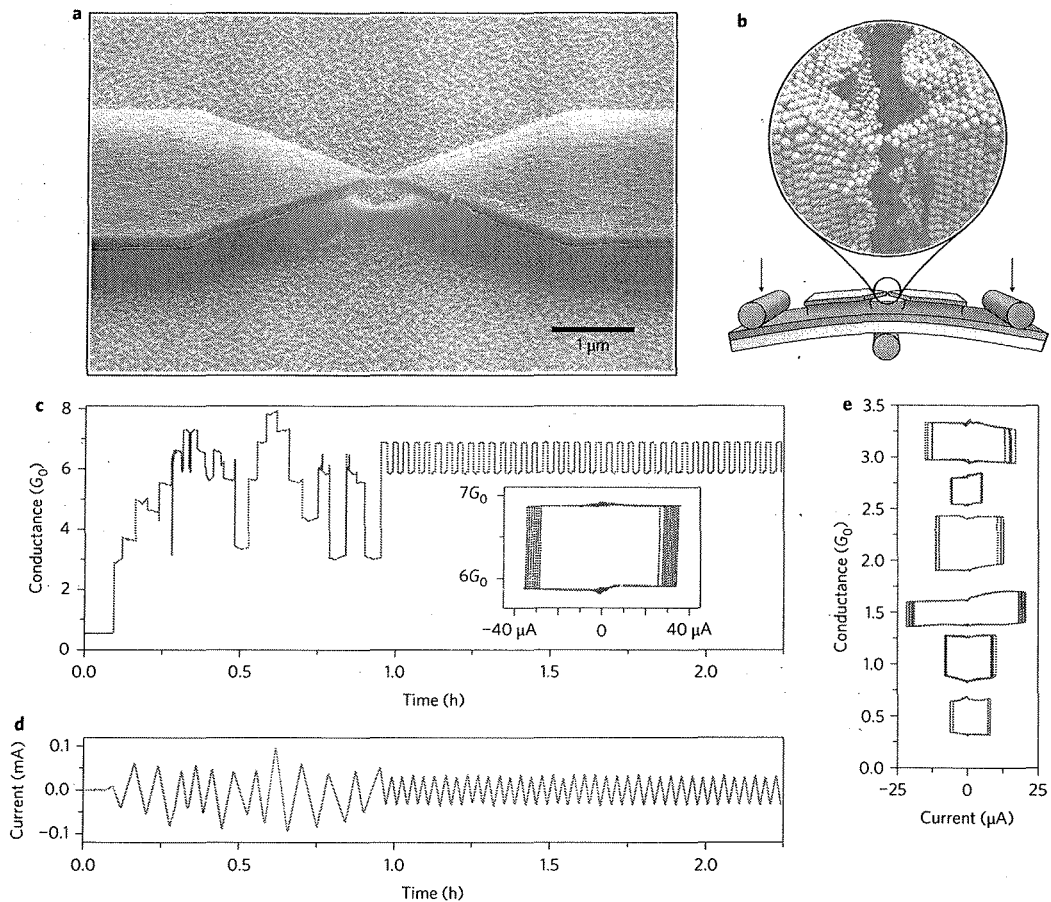 a
1 µm
b
c
8
6
4
2
0
Conductance (G0)
0.0
0.5
1.0
1.5
2.0
Time (h)
7G0
6G0
−40 µA
0
40 µA
d
0.1
0.0
−0.1
Current (mA)
0.0
0.5
1.0
1.5
2.0
Time (h)
e
3.5
3.0
2.5
2.0
1.5
1.0
0.5
0.0
Conductance (G0)
−25
0
25
Current (µA)